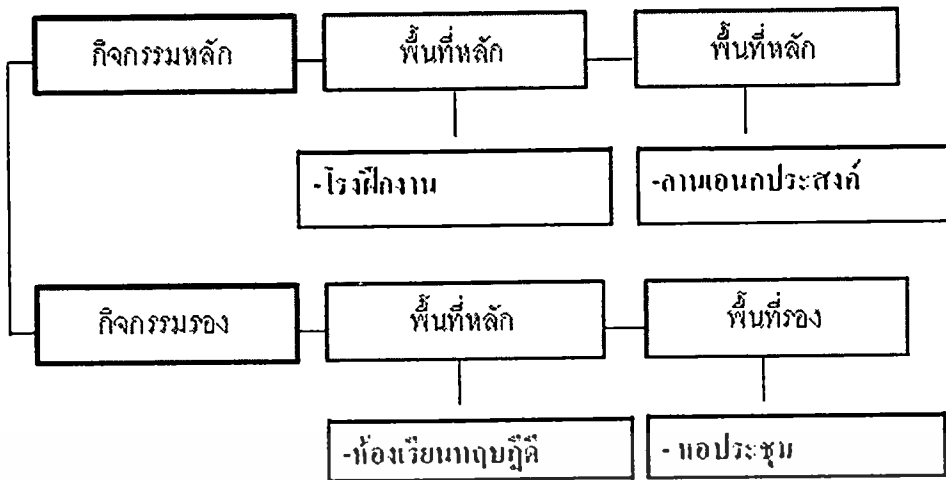 กิจกรรมหลัก
พื้นที่หลัก
พื้นที่หลัก
-โรงฝึกงาน
-ลานเอนกประสงค์
กิจกรรมรอง
พื้นที่หลัก
พื้นที่รอง
-ห้องเรียนทฤษฎีดี
- หอประชุม